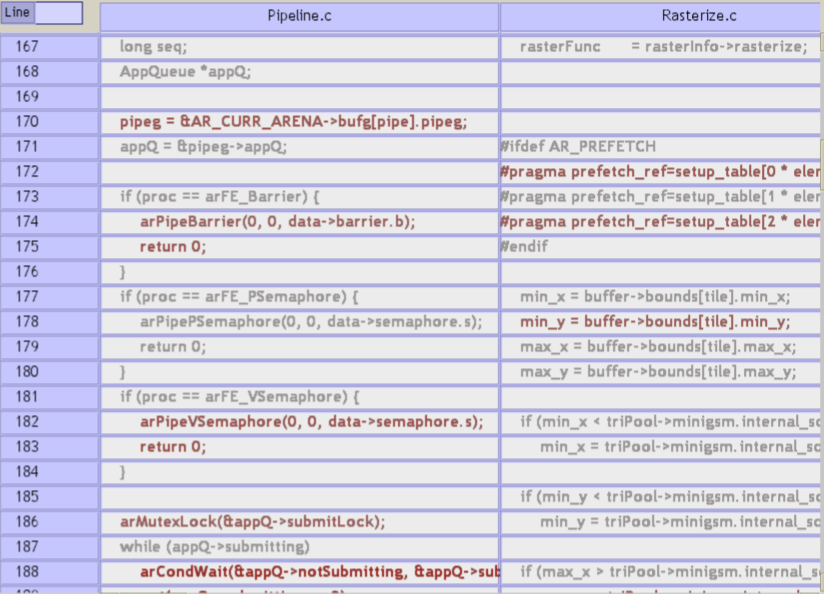 Line Pipeline.c Rasterize.c
167 long seq; rasterFunc = rasterInfo->rasterize;
168 AppQueue *appQ;
169
170 pipeg = &AR_CURR_ARENA->bufg[pipe].pipeg;
171 appQ = &pipeg->appQ; #ifdef AR_PREFETCH
172 #pragma prefetch_ref=setup_table[0 * eler
173 if (proc == arFE_Barrier) { #pragma prefetch_ref=setup_table[1 * eler
174 arPipeBarrier(0, 0, data->barrier.b); #pragma prefetch_ref=setup_table[2 * eler
175 return 0; #endif
176 }
177 if (proc == arFE_PSemaphore) { min_x = buffer->bounds[tile].min_x;
178 arPipePSemaphore(0, 0, data->semaphore.s); min_y = buffer->bounds[tile].min_y;
179 return 0; max_x = buffer->bounds[tile].max_x;
180 } max_y = buffer->bounds[tile].max_y;
181 if (proc == arFE_VSemaphore) {
182 arPipeVSemaphore(0, 0, data->semaphore.s); if (min_x < triPool->minigsm.internal_sc
183 return 0; min_x = triPool->minigsm.internal_sc
184 }
185 if (min_y < triPool->minigsm.internal_sc
186 arMutexLock(&appQ->submitLock); min_y = triPool->minigsm.internal_sc
187 while (appQ->submitting)
188 arCondWait(&appQ->notSubmitting, &appQ->sub if (max_x > triPool->minigsm.internal_s